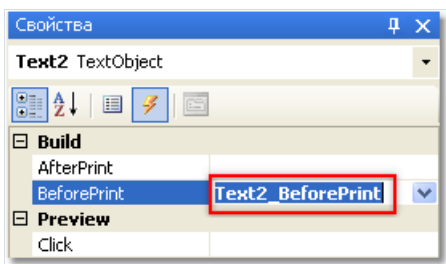 Свойства
Text2 TextObject
Build
AfterPrint
BeforePrint Text2_BeforePrint
Preview
Click